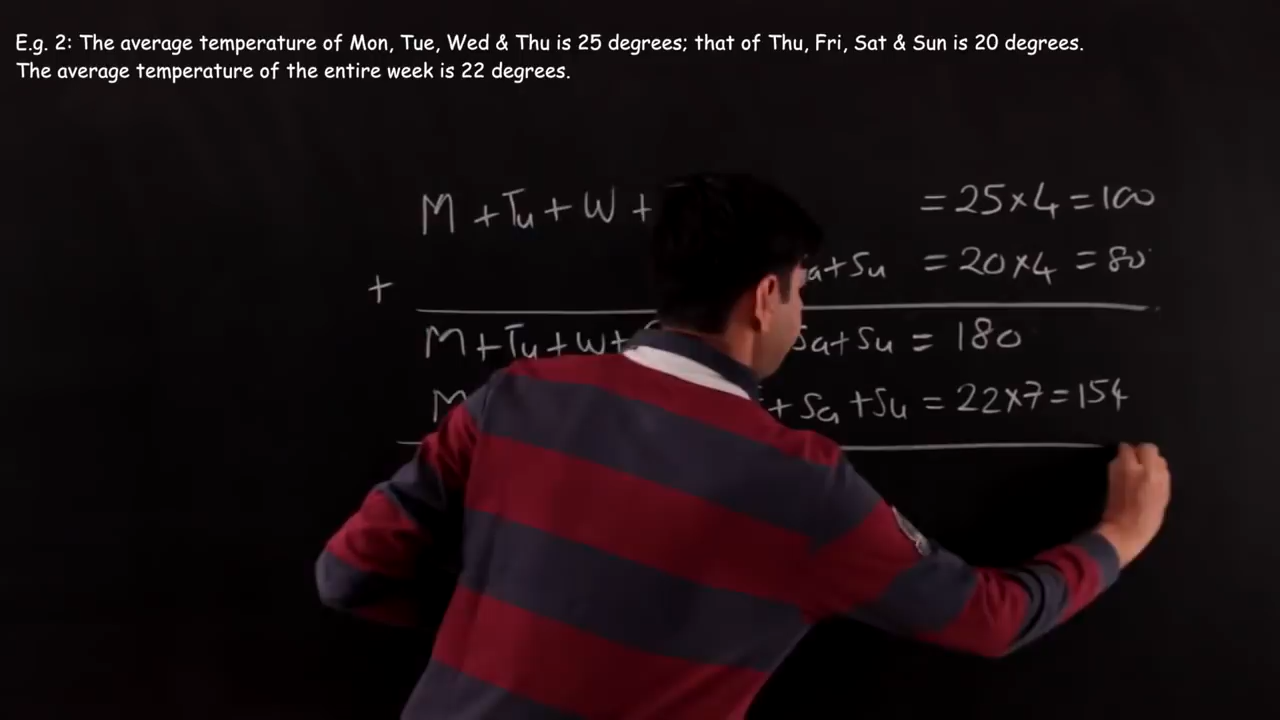 E.g. 2: The average temperature of Mon, Tue, Wed & Thu is 25 degrees; that of Thu, Fri, Sat & Sun is 20 degrees.
The average temperature of the entire week is 22 degrees.
M + Tu + W + = 25 × 4 = 100
+ a + Su = 20 × 4 = 80
M + Tu + W + Sa + Su = 180
M + Sa + Su = 22 × 7 = 154